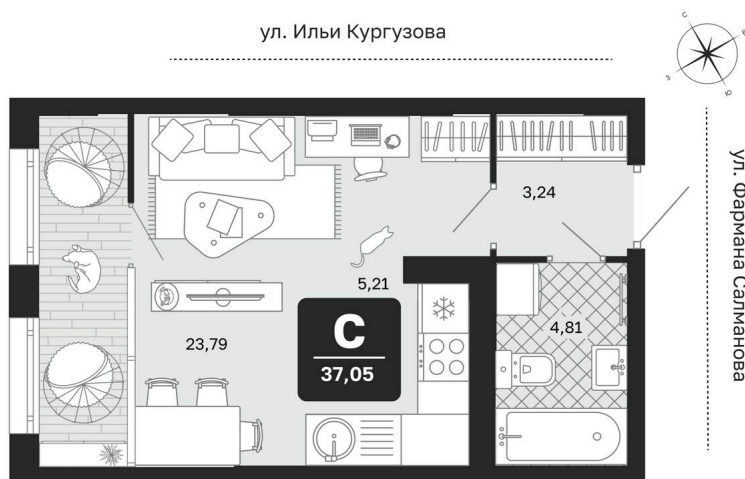 ул. Ильи Кургузова
С
В
З
Ю
ул. Фармана Салманова
3,24
5,21
4,81
23,79
С
37,05